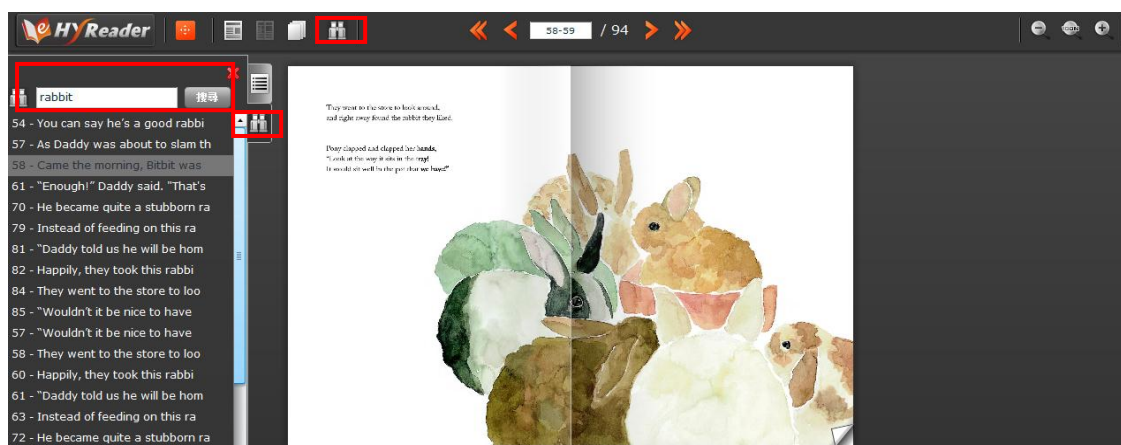 HyReader
58-59 / 94
rabbit 搜尋
54 - You can say he's a good rabbi
57 - As Daddy was about to slam th
58 - Came the morning, Bitbit was
61 - "Enough!" Daddy said. "That's
70 - He became quite a stubborn ra
79 - Instead of feeding on this ra
81 - "Daddy told us he will be hom
82 - Happily, they took this rabbi
84 - They went to the store to loo
85 - "Wouldn't it be nice to have
57 - "Wouldn't it be nice to have
58 - They went to the store to loo
60 - Happily, they took this rabbi
61 - "Daddy told us he will be hom
63 - Instead of feeding on this ra
72 - He became quite a stubborn ra
They went to the store to look around,
and right away found the rabbit they liked.
Pony clapped and clapped her hands,
"Look at the way it sits in the tray!
It would sit well in the pot that we have!"